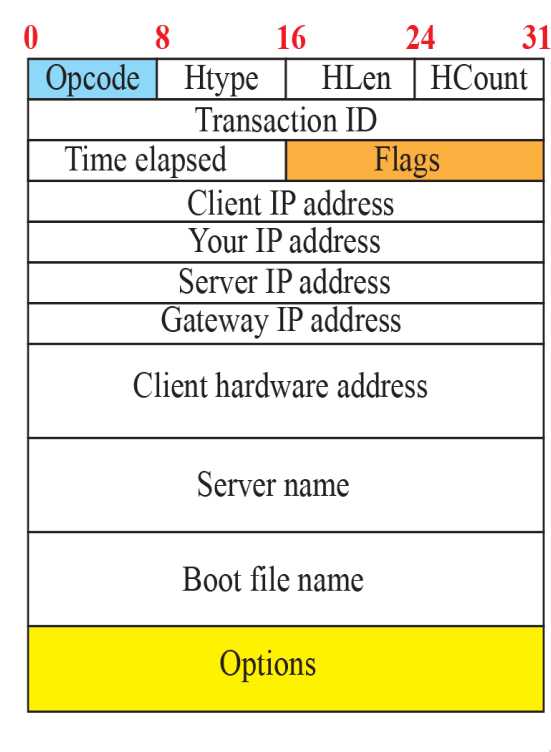 0 8 16 24 31
Opcode Htype HLen HCount
Transaction ID
Time elapsed Flags
Client IP address
Your IP address
Server IP address
Gateway IP address
Client hardware address
Server name
Boot file name
Options